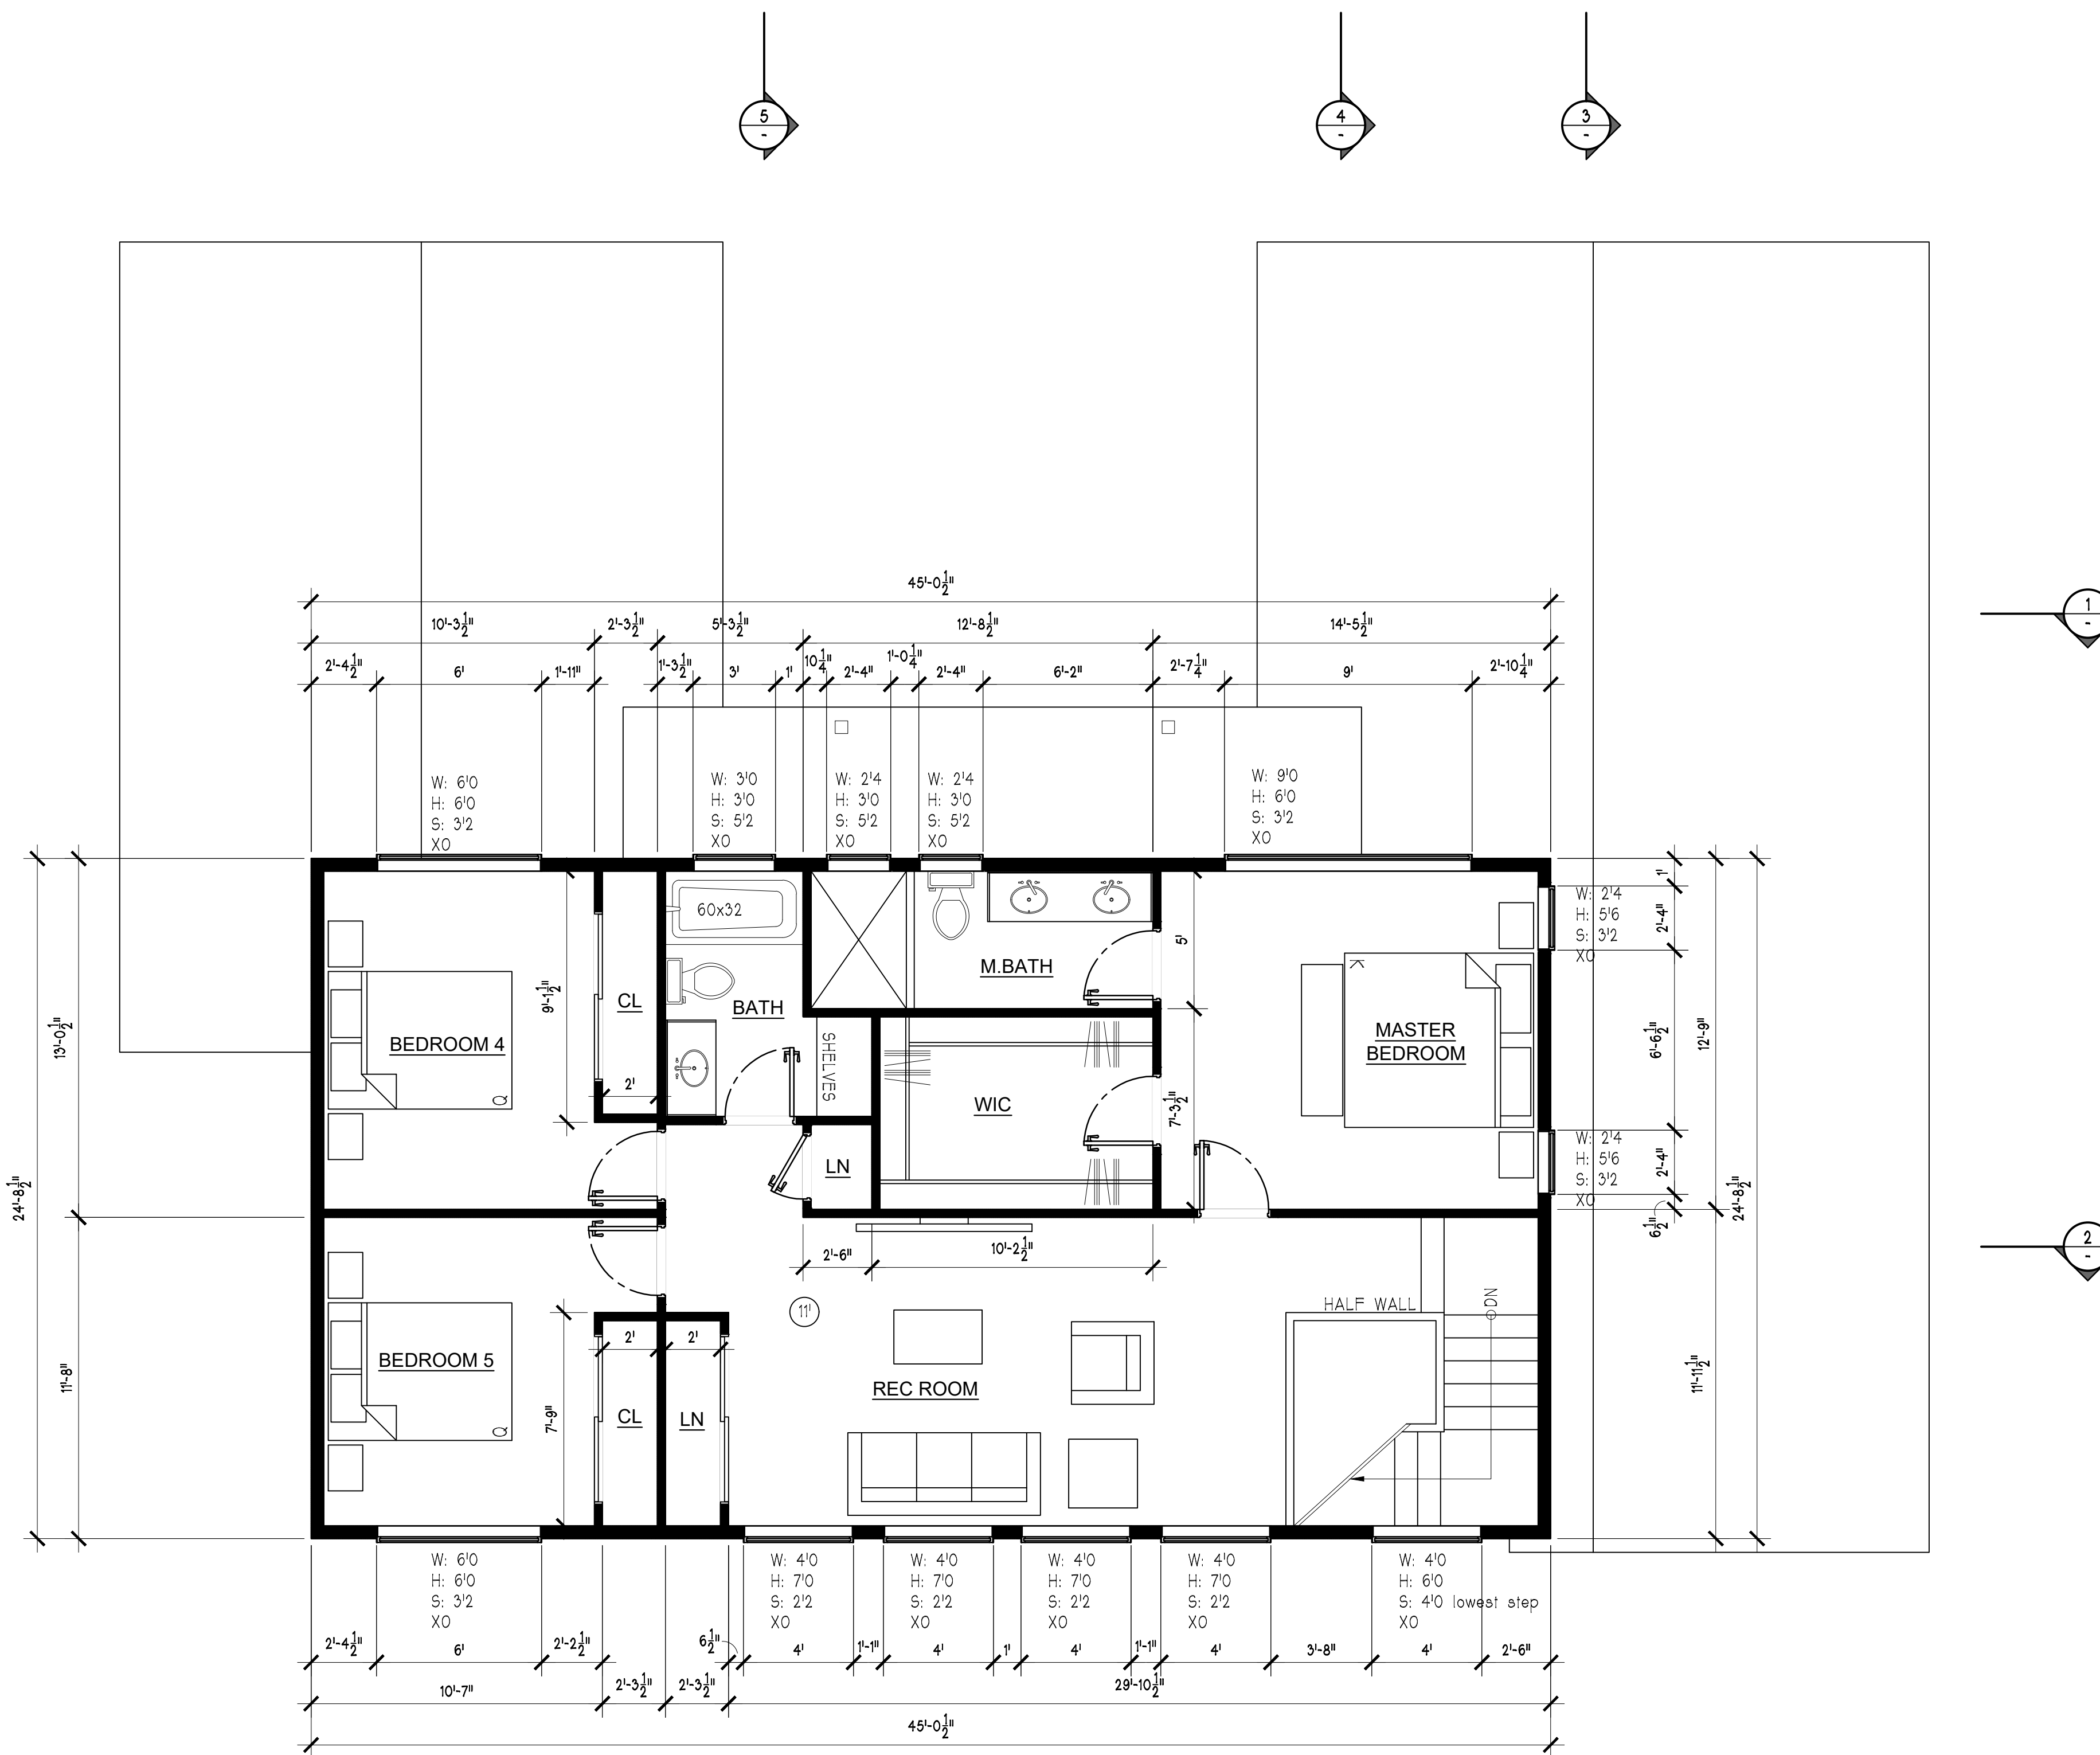 5 4 3
- - -
45'-0 1/2"
10'-3 1/2" 2'-3 1/2" 5'-3 1/2" 12'-8 1/2" 14'-5 1/2"
2'-4 1/2" 6' 1'-11" 1'-3 1/2" 3' 1' 10 1/4" 2'-4" 1'-0 1/4" 2'-4" 6'-2" 2'-7 1/4" 9' 2'-10 1/4"
1
-
W: 6'0
H: 6'0
S: 3'2
XO
W: 3'0
H: 3'0
S: 5'2
XO
W: 2'4
H: 3'0
S: 5'2
XO
W: 2'4
H: 3'0
S: 5'2
XO
W: 9'0
H: 6'0
S: 3'2
XO
24'-8 1/2"
13'-0 1/2"
11'-8"
9'-1 1/2"
BEDROOM 4
Q
CL
2'
60x32
BATH
SHELVES
M.BATH
WIC
LN
5'
7'-3 1/2"
K
MASTER
BEDROOM
W: 2'4
H: 5'6
S: 3'2
XO
W: 2'4
H: 5'6
S: 3'2
XO
1'
2'-4"
6'-6 1/2"
2'-4"
6 1/2"
12'-9"
11'-11 1/2"
24'-8 1/2"
2
-
2'-6" 10'-2 1/2"
11'
BEDROOM 5
Q
7'-9"
2' 2'
CL
LN
REC ROOM
HALF WALL
DN
W: 6'0
H: 6'0
S: 3'2
XO
W: 4'0
H: 7'0
S: 2'2
XO
W: 4'0
H: 7'0
S: 2'2
XO
W: 4'0
H: 7'0
S: 2'2
XO
W: 4'0
H: 7'0
S: 2'2
XO
W: 4'0
H: 6'0
S: 4'0 lowest step
XO
2'-4 1/2" 6' 2'-2 1/2" 6 1/2" 4' 1'-1" 4' 1' 4' 1'-1" 4' 3'-8" 4' 2'-6"
10'-7" 2'-3 1/2" 2'-3 1/2" 29'-10 1/2"
45'-0 1/2"